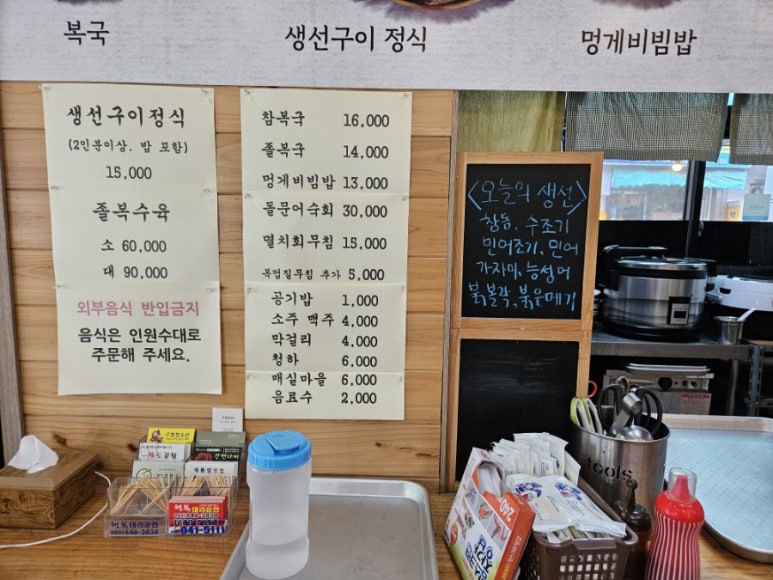 복국
생선구이 정식
멍게비빔밥
생선구이정식
(2인분이상. 밥 포함)
15,000
졸복수육
소 60,000
대 90,000
외부음식 반입금지
음식은 인원수대로
주문해 주세요.
참복국 16,000
졸복국 14,000
멍게비빔밥 13,000
돌문어숙회 30,000
멸치회무침 15,000
복껍질무침 추가 5,000
공기밥 1,000
소주 맥주 4,000
막걸리 4,000
청하 6,000
매실마을 6,000
음료수 2,000
<오늘의 생선>
참돔. 수조기
민어조기, 민어
가자미, 능성어
붉볼락, 붉은메기
대리운전
641-5111
240
tools